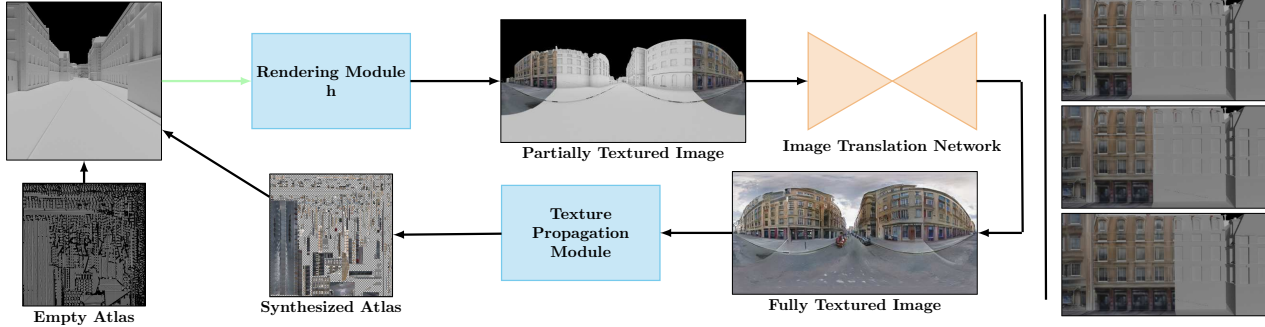 Rendering Module
h
Partially Textured Image
Image Translation Network
Empty Atlas
Synthesized Atlas
Texture
Propagation
Module
Fully Textured Image